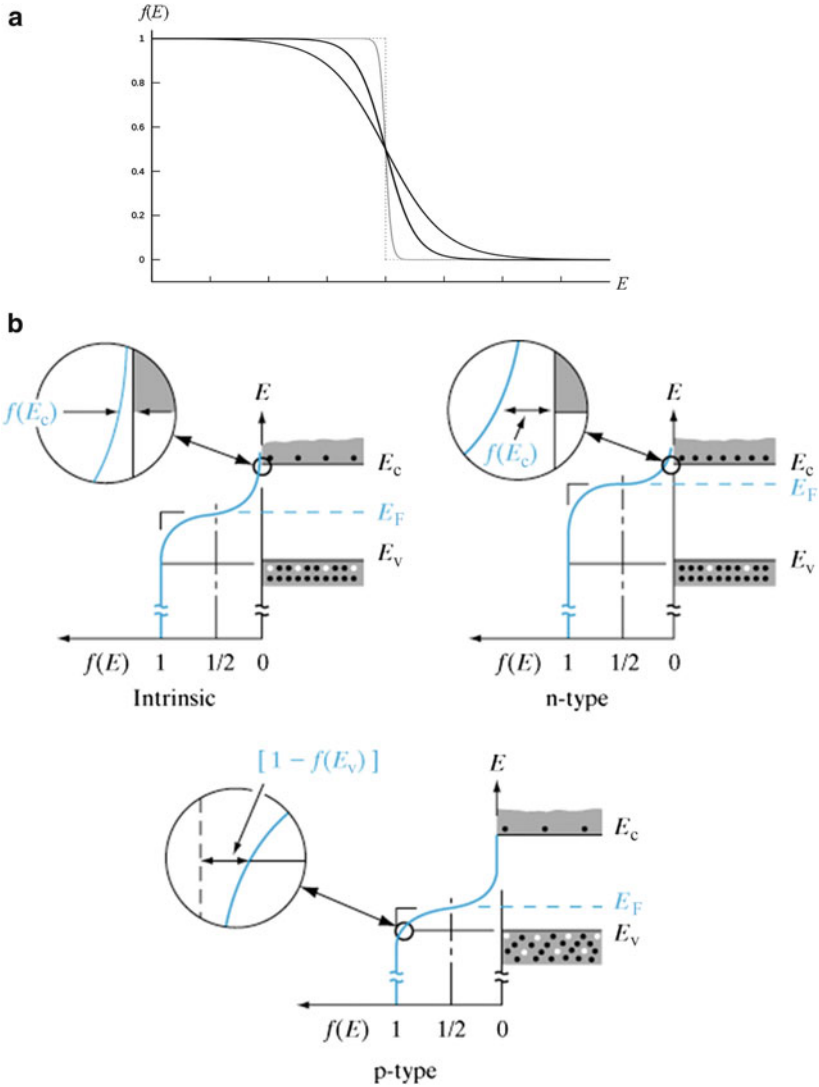 a
f(E)
1
0.8
0.6
0.4
0.2
0
E
b
f(E_c)
E
E_c
E_F
E_v
f(E) 1 1/2 0
Intrinsic
f(E_c)
E
E_c
E_F
E_v
f(E) 1 1/2 0
n-type
[1 − f(E_v)]
E
E_c
E_F
E_v
f(E) 1 1/2 0
p-type